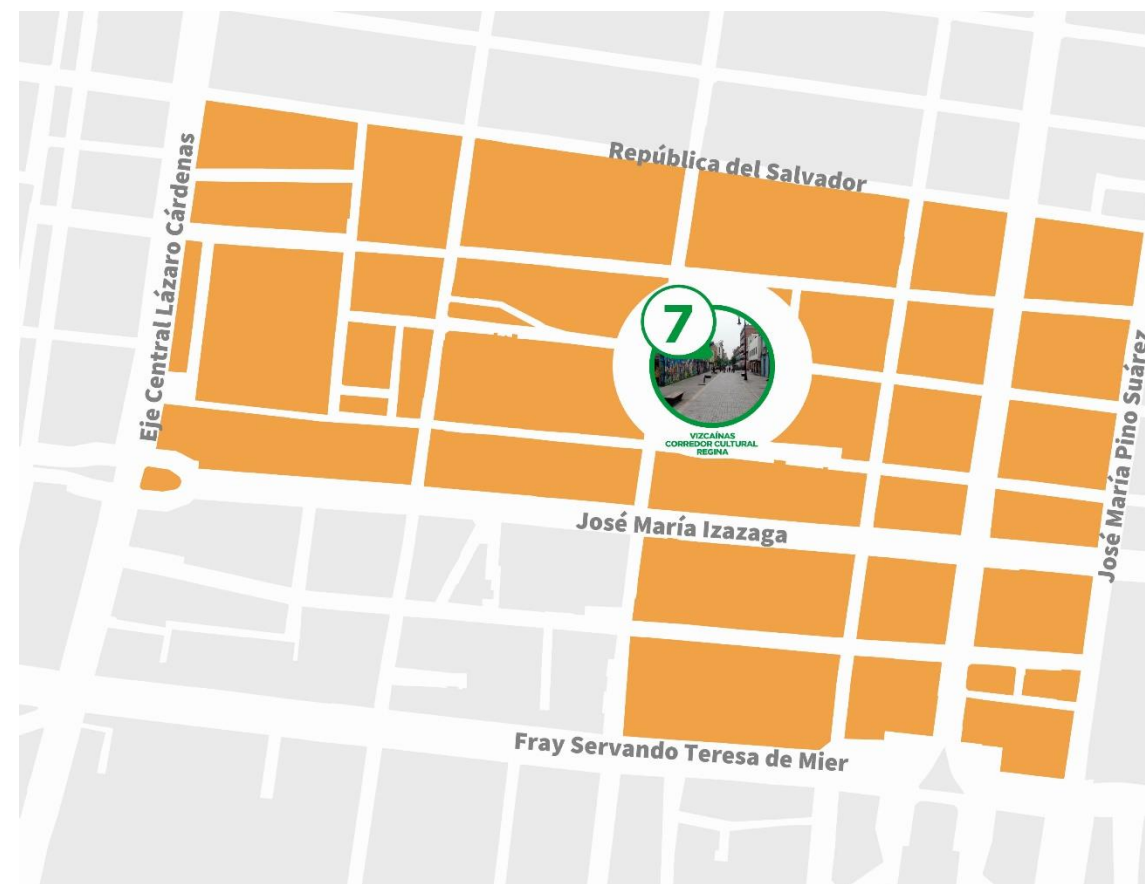 República del Salvador
Eje Central Lázaro Cárdenas
7
VIZCAÍNAS
CORREDOR CULTURAL
REGINA
José María Pino Suárez
José María Izazaga
Fray Servando Teresa de Mier